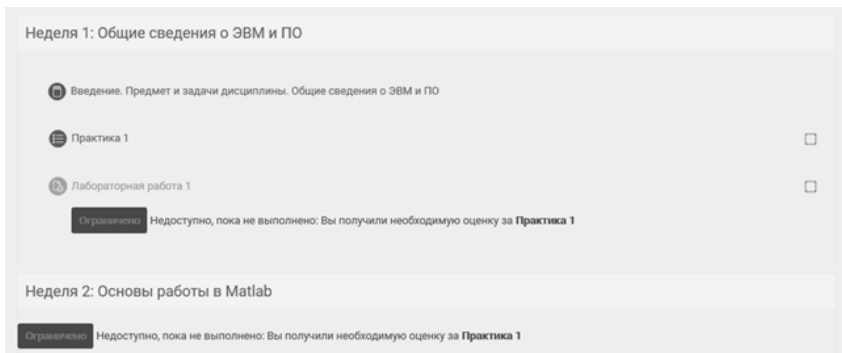 Неделя 1: Общие сведения о ЭВМ и ПО
Введение. Предмет и задачи дисциплины. Общие сведения о ЭВМ и ПО
Практика 1
Лабораторная работа 1
Ограничено Недоступно, пока не выполнено: Вы получили необходимую оценку за Практика 1
Неделя 2: Основы работы в Matlab
Ограничено Недоступно, пока не выполнено: Вы получили необходимую оценку за Практика 1